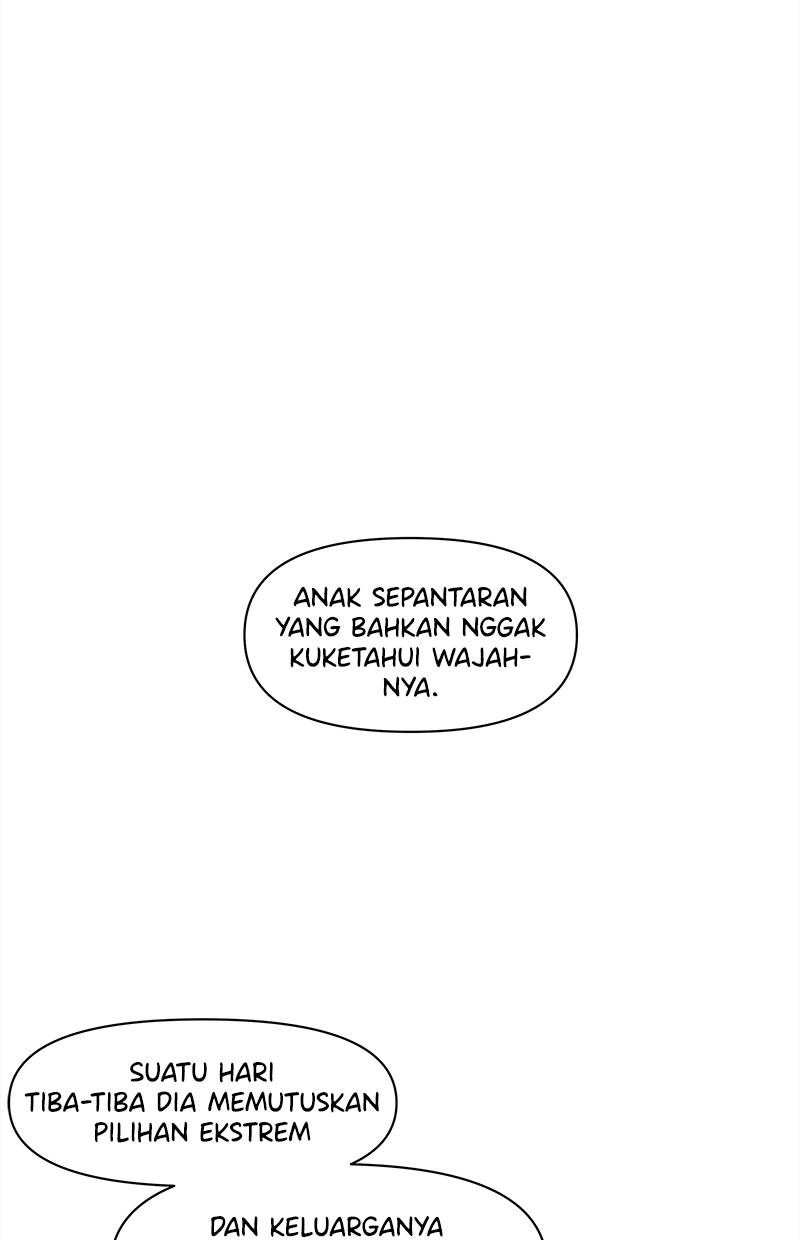 ANAK SEPANTARAN
YANG BAHKAN NGGAK
KUKETAHUI WAJAH-
NYA.
SUATU HARI
TIBA-TIBA DIA MEMUTUSKAN
PILIHAN EKSTREM
DAN KELUARGANYA